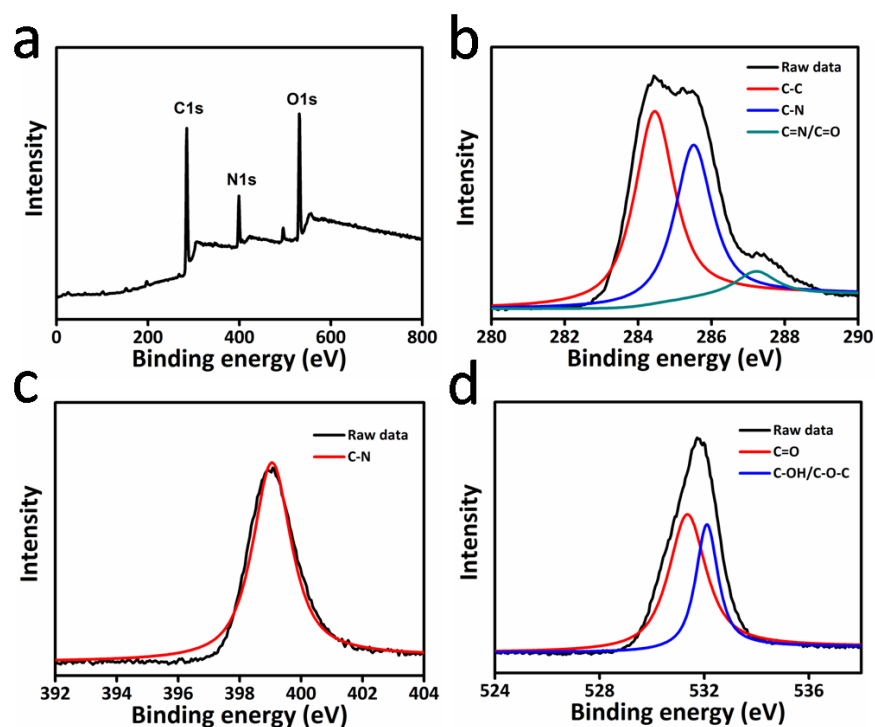 a
C1s
N1s
O1s
Intensity
0 200 400 600 800
Binding energy (eV)
b
Raw data
C-C
C-N
C=N/C=O
Intensity
280 282 284 286 288 290
Binding energy (eV)
c
Raw data
C-N
Intensity
392 394 396 398 400 402 404
Binding energy (eV)
d
Raw data
C=O
C-OH/C-O-C
Intensity
524 528 532 536
Binding energy (eV)